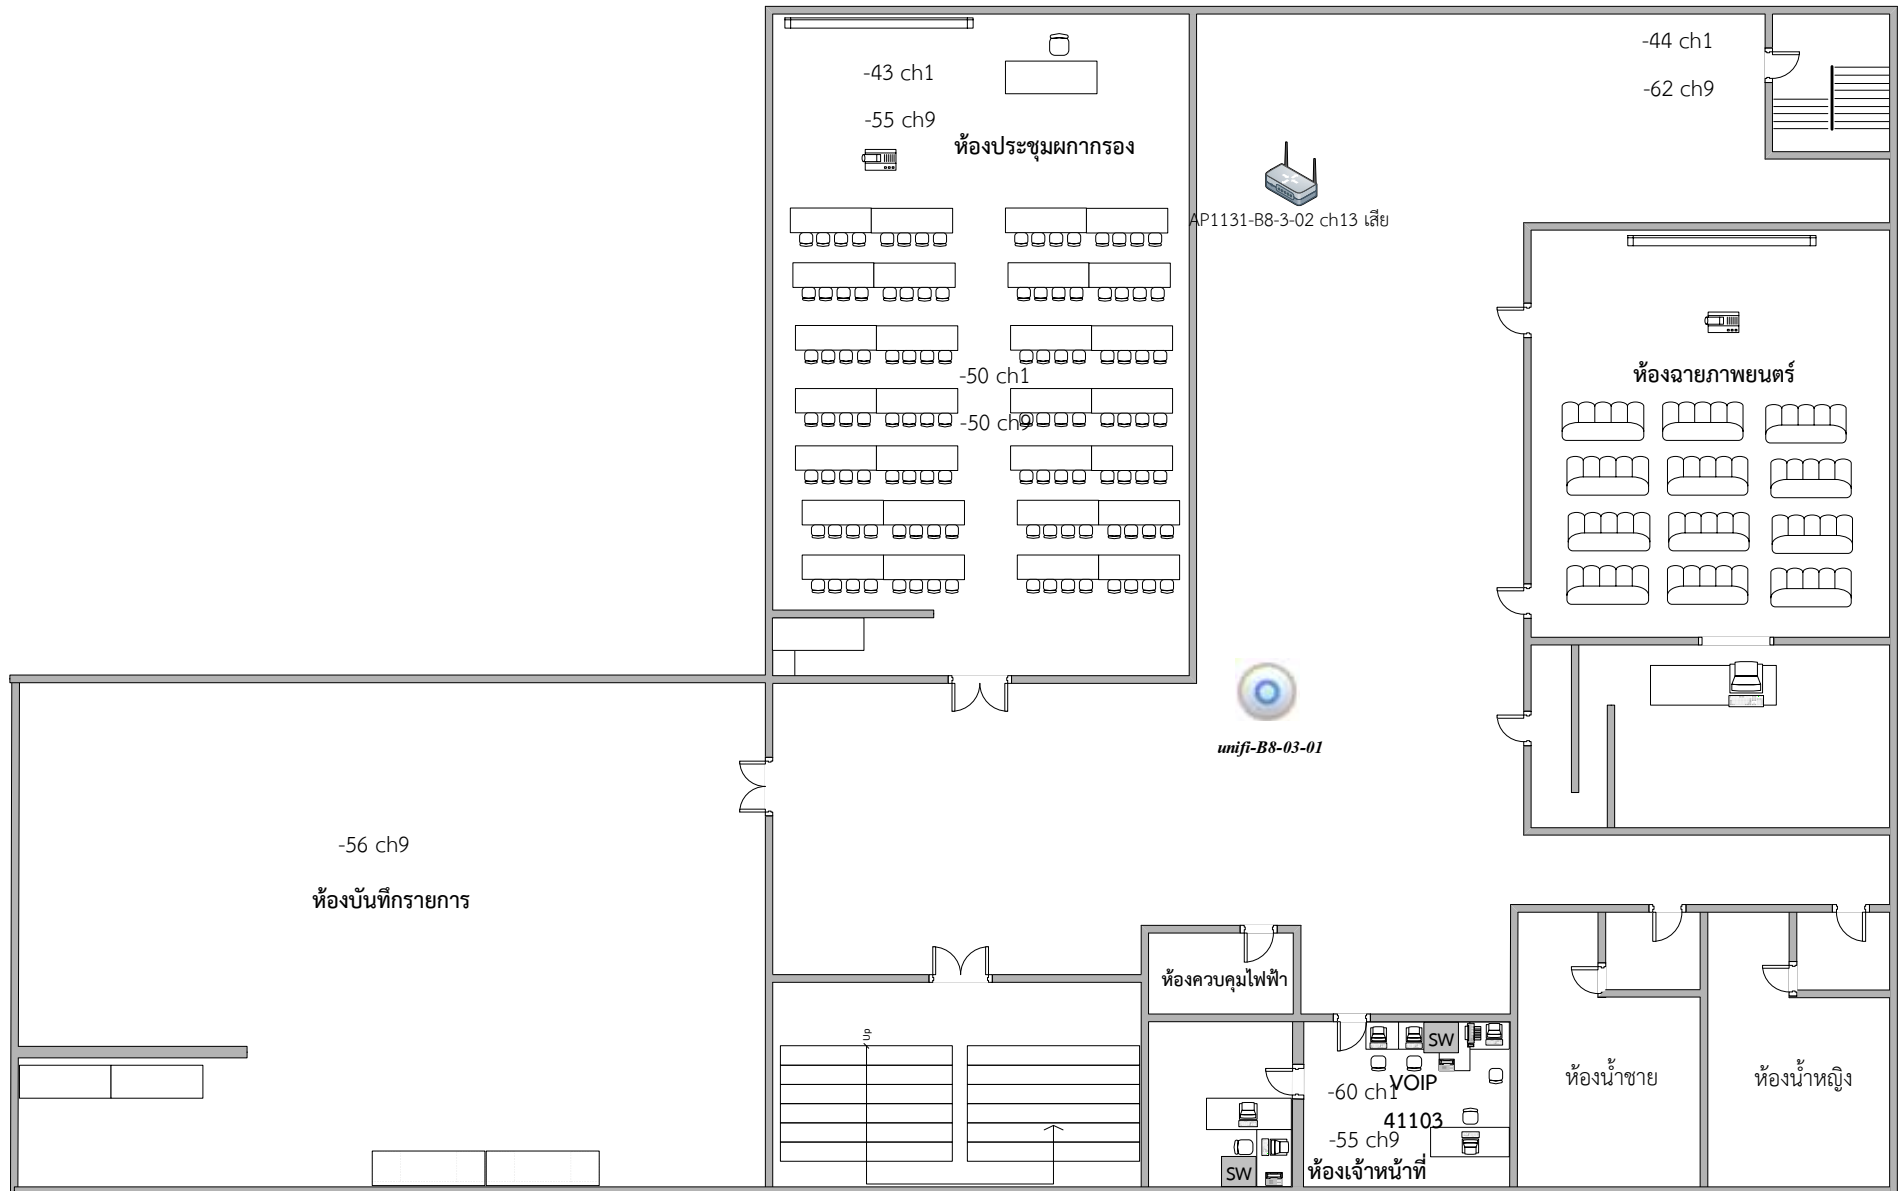 -43 ch1
-55 ch9
ห้องประชุมผกากรอง
-44 ch1
-62 ch9
AP1131-B8-3-02 ch13 เสีย
ห้องฉายภาพยนตร์
-50 ch1
-50 ch9
unifi-B8-03-01
-56 ch9
ห้องบันทึกรายการ
ห้องควบคุมไฟฟ้า
Up
SW
VOIP
41103
-60 ch1
-55 ch9
ห้องเจ้าหน้าที่
SW
ห้องน้ำชาย
ห้องน้ำหญิง